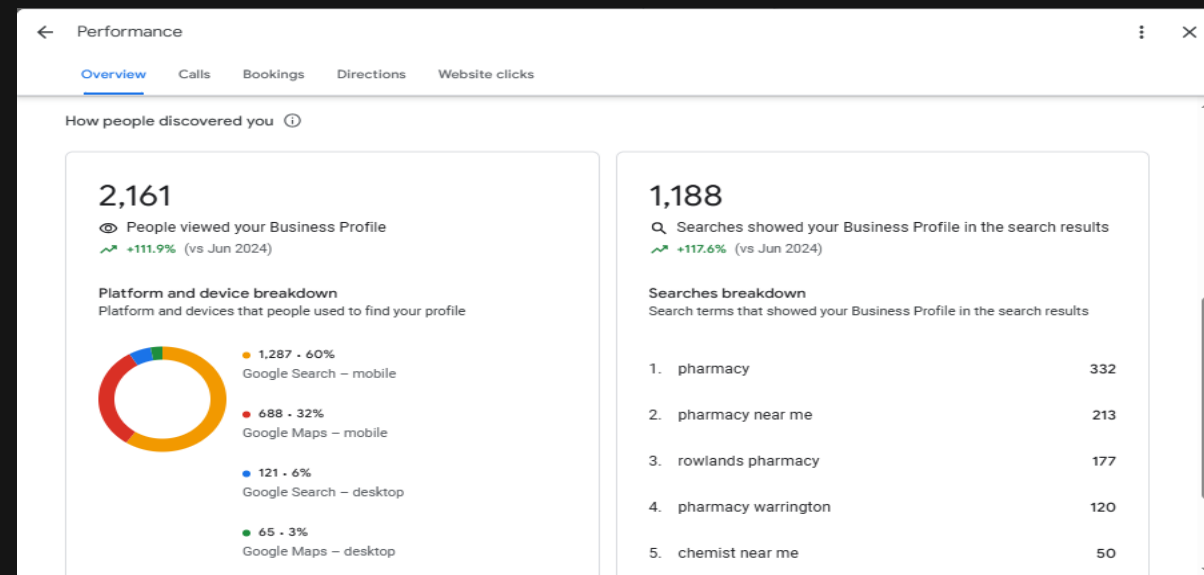 Performance
Overview Calls Bookings Directions Website clicks
How people discovered you
2,161
People viewed your Business Profile
+111.9% (vs Jun 2024)
Platform and device breakdown
Platform and devices that people used to find your profile
1,287 • 60%
Google Search – mobile
688 • 32%
Google Maps – mobile
121 • 6%
Google Search – desktop
65 • 3%
Google Maps – desktop
1,188
Searches showed your Business Profile in the search results
+117.6% (vs Jun 2024)
Searches breakdown
Search terms that showed your Business Profile in the search results
1. pharmacy 332
2. pharmacy near me 213
3. rowlands pharmacy 177
4. pharmacy warrington 120
5. chemist near me 50